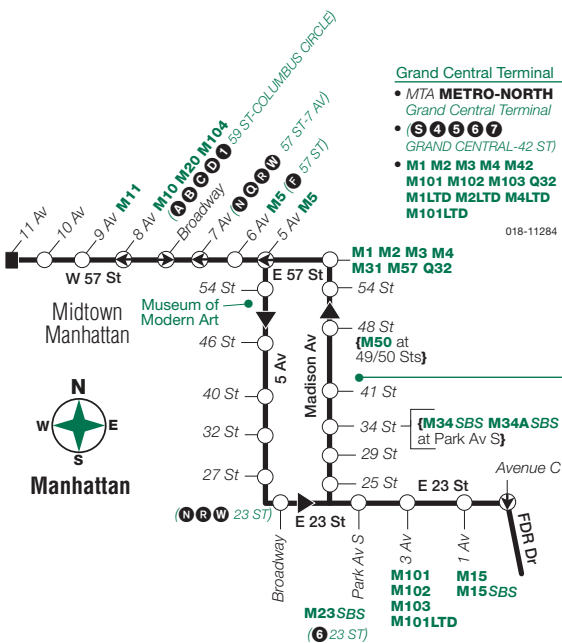 Grand Central Terminal
• MTA METRO-NORTH
Grand Central Terminal
• (S 4 5 6 7
GRAND CENTRAL-42 ST)
• M1 M2 M3 M4 M42
M101 M102 M103 Q32
M1LTD M2LTD M4LTD
M101LTD
018-11284
11 Av
10 Av
9 Av M11
8 Av M10 M20 M104
(A B C D 1 59 ST-COLUMBUS CIRCLE)
Broadway
7 Av (N Q R W 57 ST-7 AV)
6 Av M5 (F 57 ST)
5 Av M5
W 57 St
E 57 St
M1 M2 M3 M4
M31 M57 Q32
Midtown
Manhattan
Museum of
Modern Art
54 St
46 St
40 St
32 St
27 St
5 Av
Madison Av
54 St
48 St
{M50 at
49/50 Sts}
41 St
34 St
{M34SBS M34ASBS
at Park Av S}
29 St
25 St
N
W
E
S
Manhattan
(N R W 23 ST)
E 23 St
E 23 St
Avenue C
FDR Dr
Broadway
Park Av S
3 Av
1 Av
M23SBS
(6 23 ST)
M101
M102
M103
M101LTD
M15
M15SBS